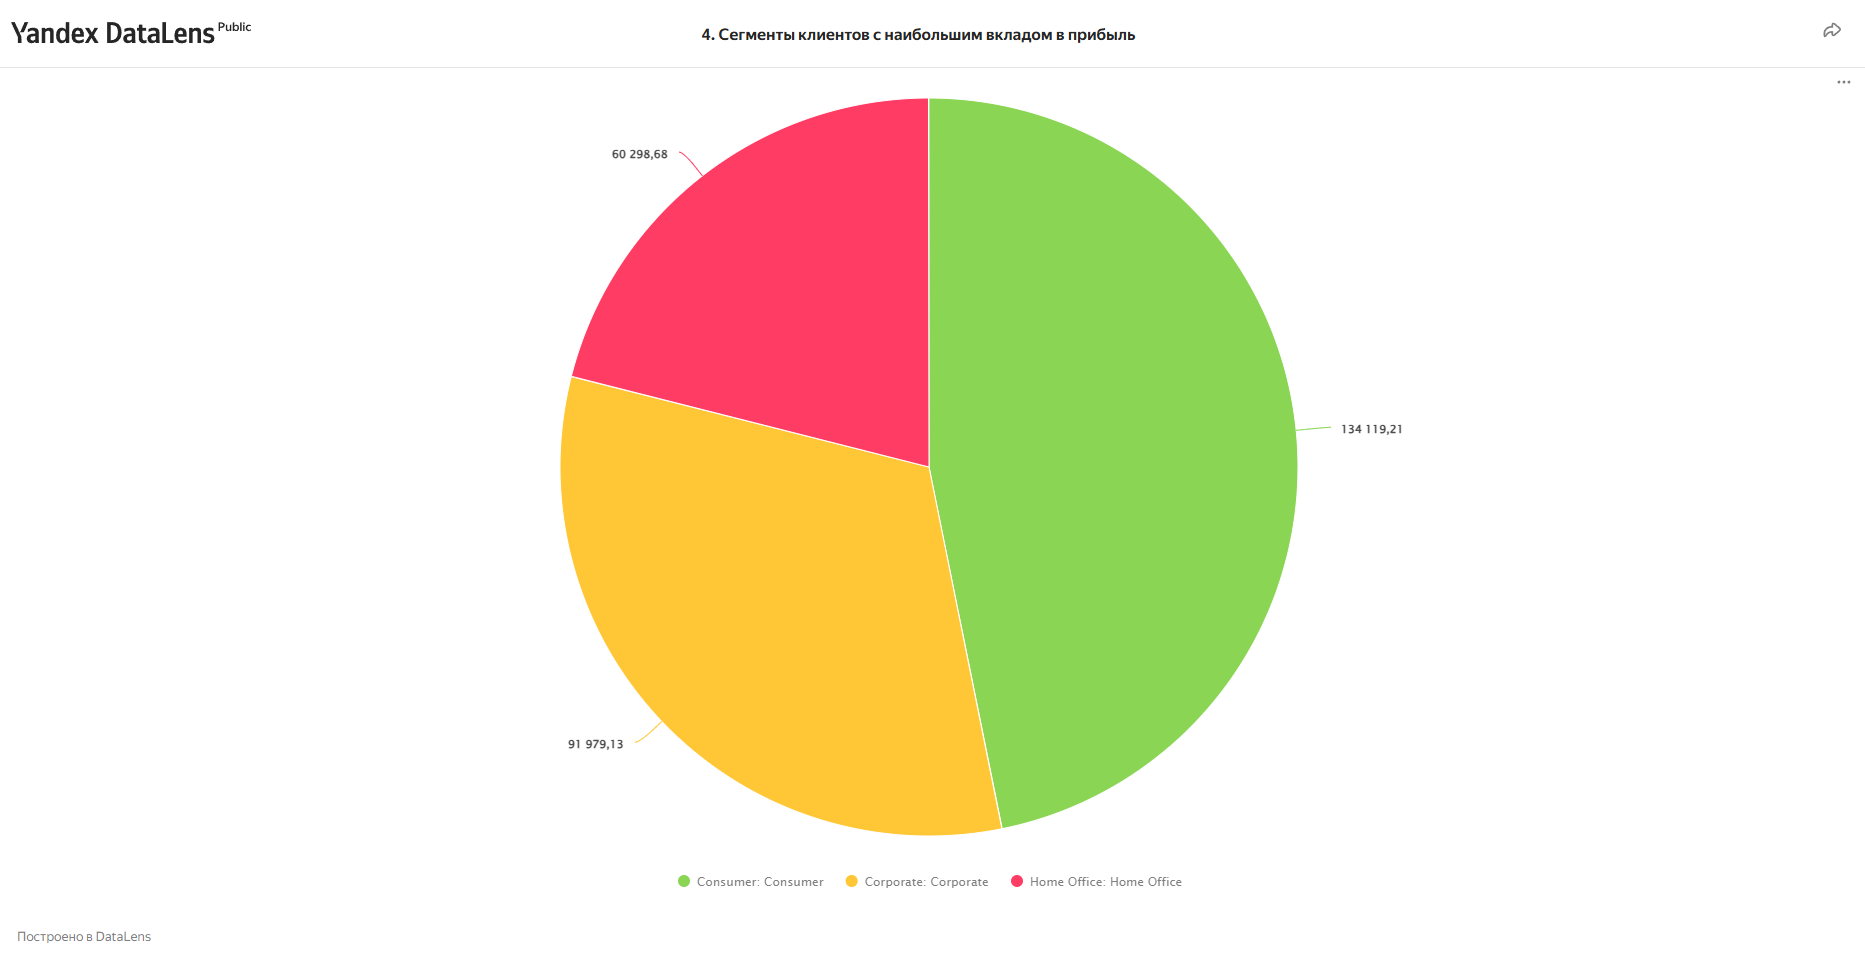 Yandex DataLens Public
4. Сегменты клиентов с наибольшим вкладом в прибыль
60 298,68
134 119,21
91 979,13
Consumer: Consumer Corporate: Corporate Home Office: Home Office
Построено в DataLens